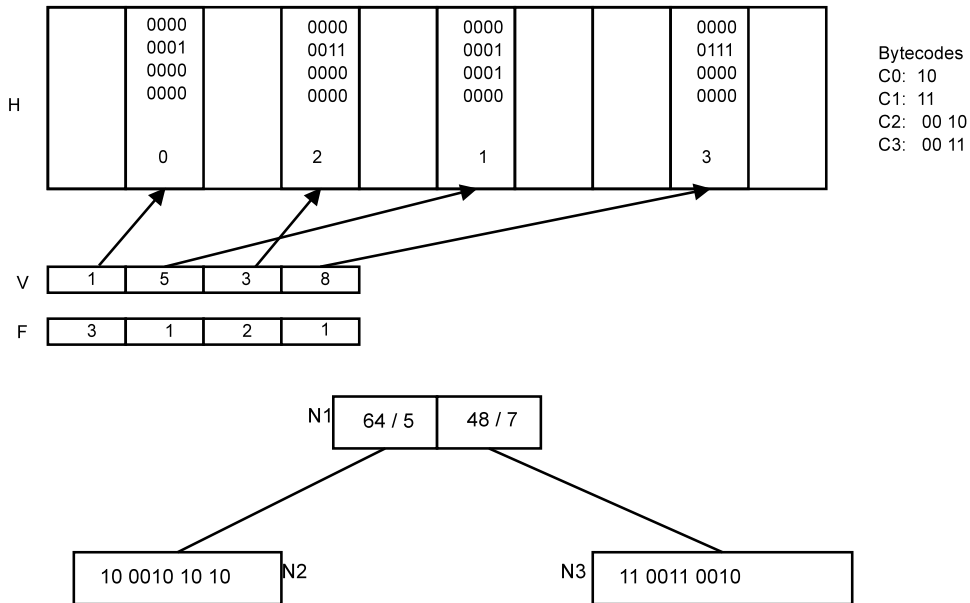 0000 0000 0000 0000
0001 0011 0001 0111
0000 0000 0001 0000
0000 0000 0000 0000
H
0 2 1 3
Bytecodes
C0: 10
C1: 11
C2: 00 10
C3: 00 11
V 1 5 3 8
F 3 1 2 1
N1 64 / 5 48 / 7
10 0010 10 10 N2
N3 11 0011 0010